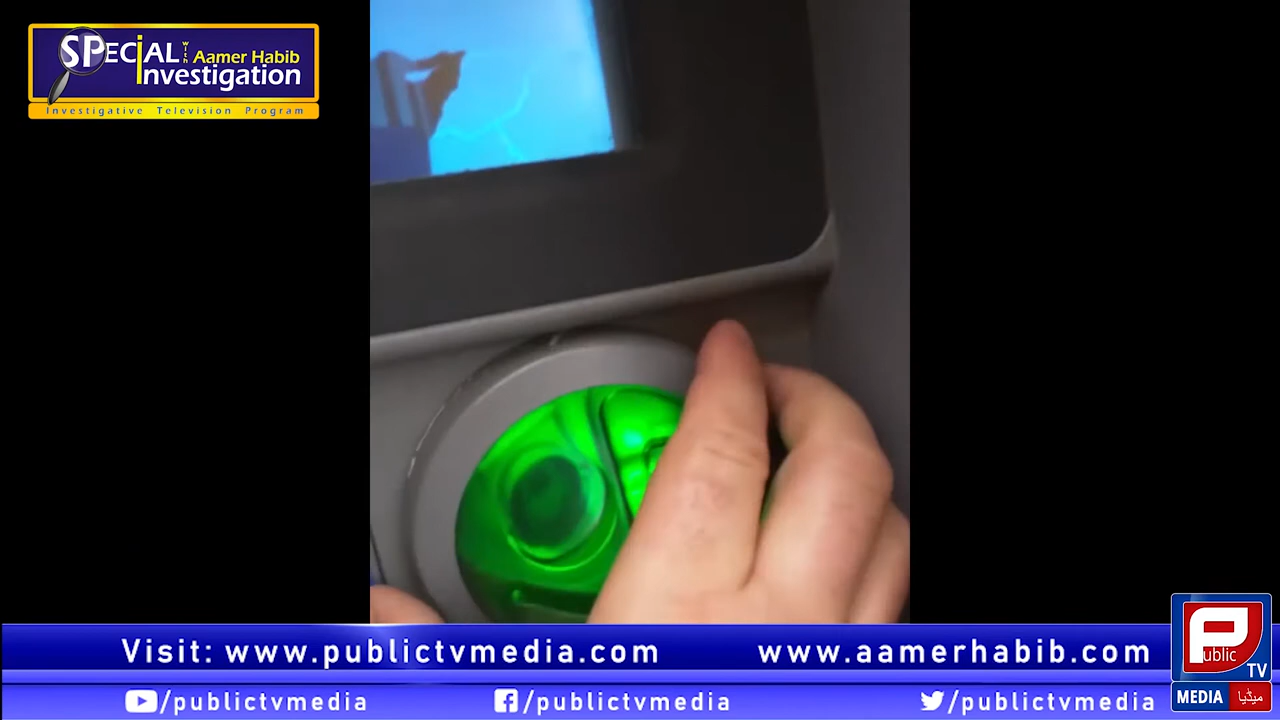 SPECIAL WITH Aamer Habib
Investigation
Investigative Television Program
Visit: www.publictvmedia.com
www.aamerhabib.com
/publictvmedia
/publictvmedia
/publictvmedia
Public
TV
MEDIA میڈیا